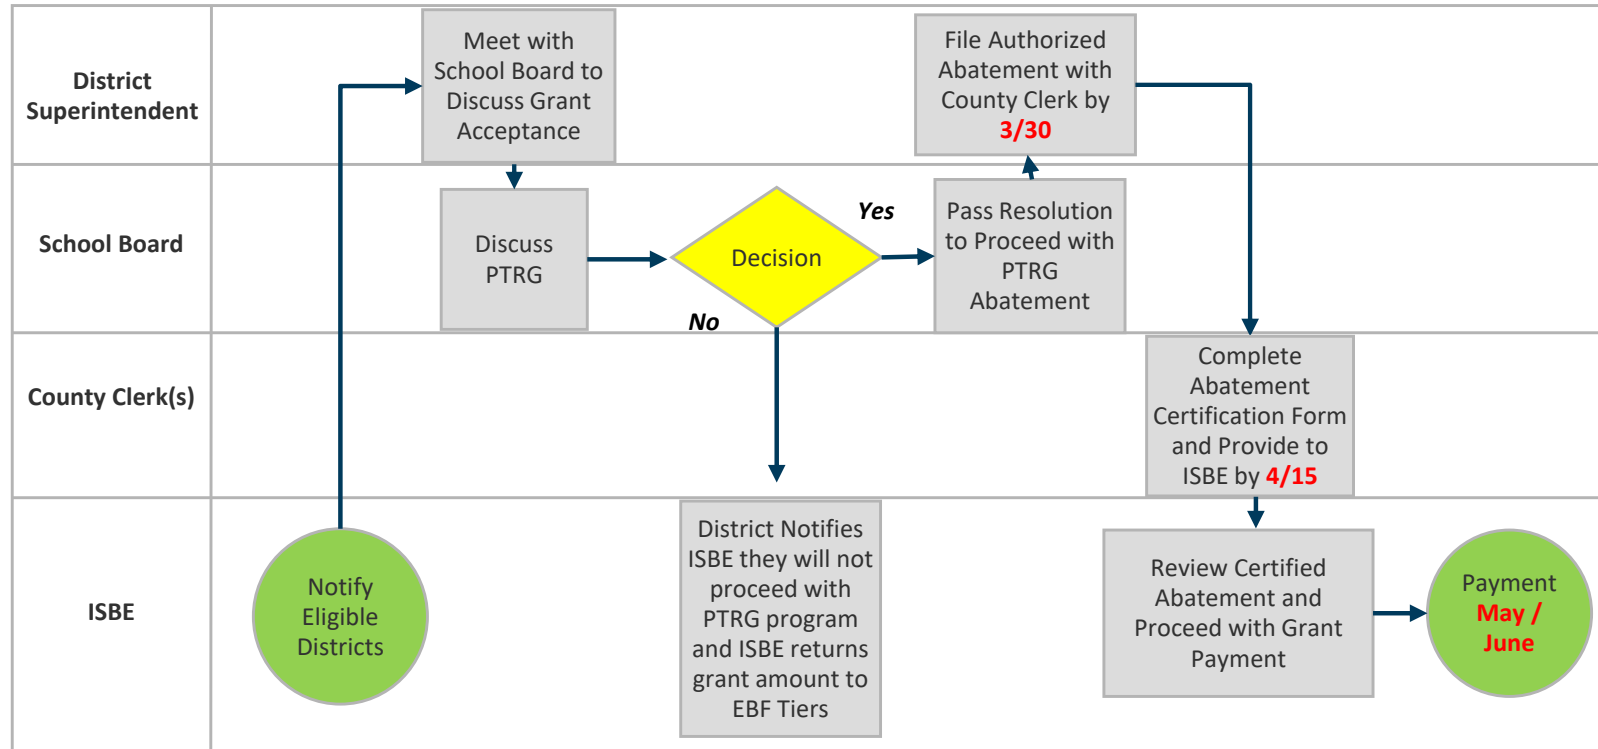 District
Superintendent
Meet with
School Board to
Discuss Grant
Acceptance
File Authorized
Abatement with
County Clerk by
3/30
School Board
Discuss
PTRG
Decision
Yes
No
Pass Resolution
to Proceed with
PTRG
Abatement
County Clerk(s)
Complete
Abatement
Certification Form
and Provide to
ISBE by 4/15
ISBE
Notify
Eligible
Districts
District Notifies
ISBE they will not
proceed with
PTRG program
and ISBE returns
grant amount to
EBF Tiers
Review Certified
Abatement and
Proceed with Grant
Payment
Payment
May /
June